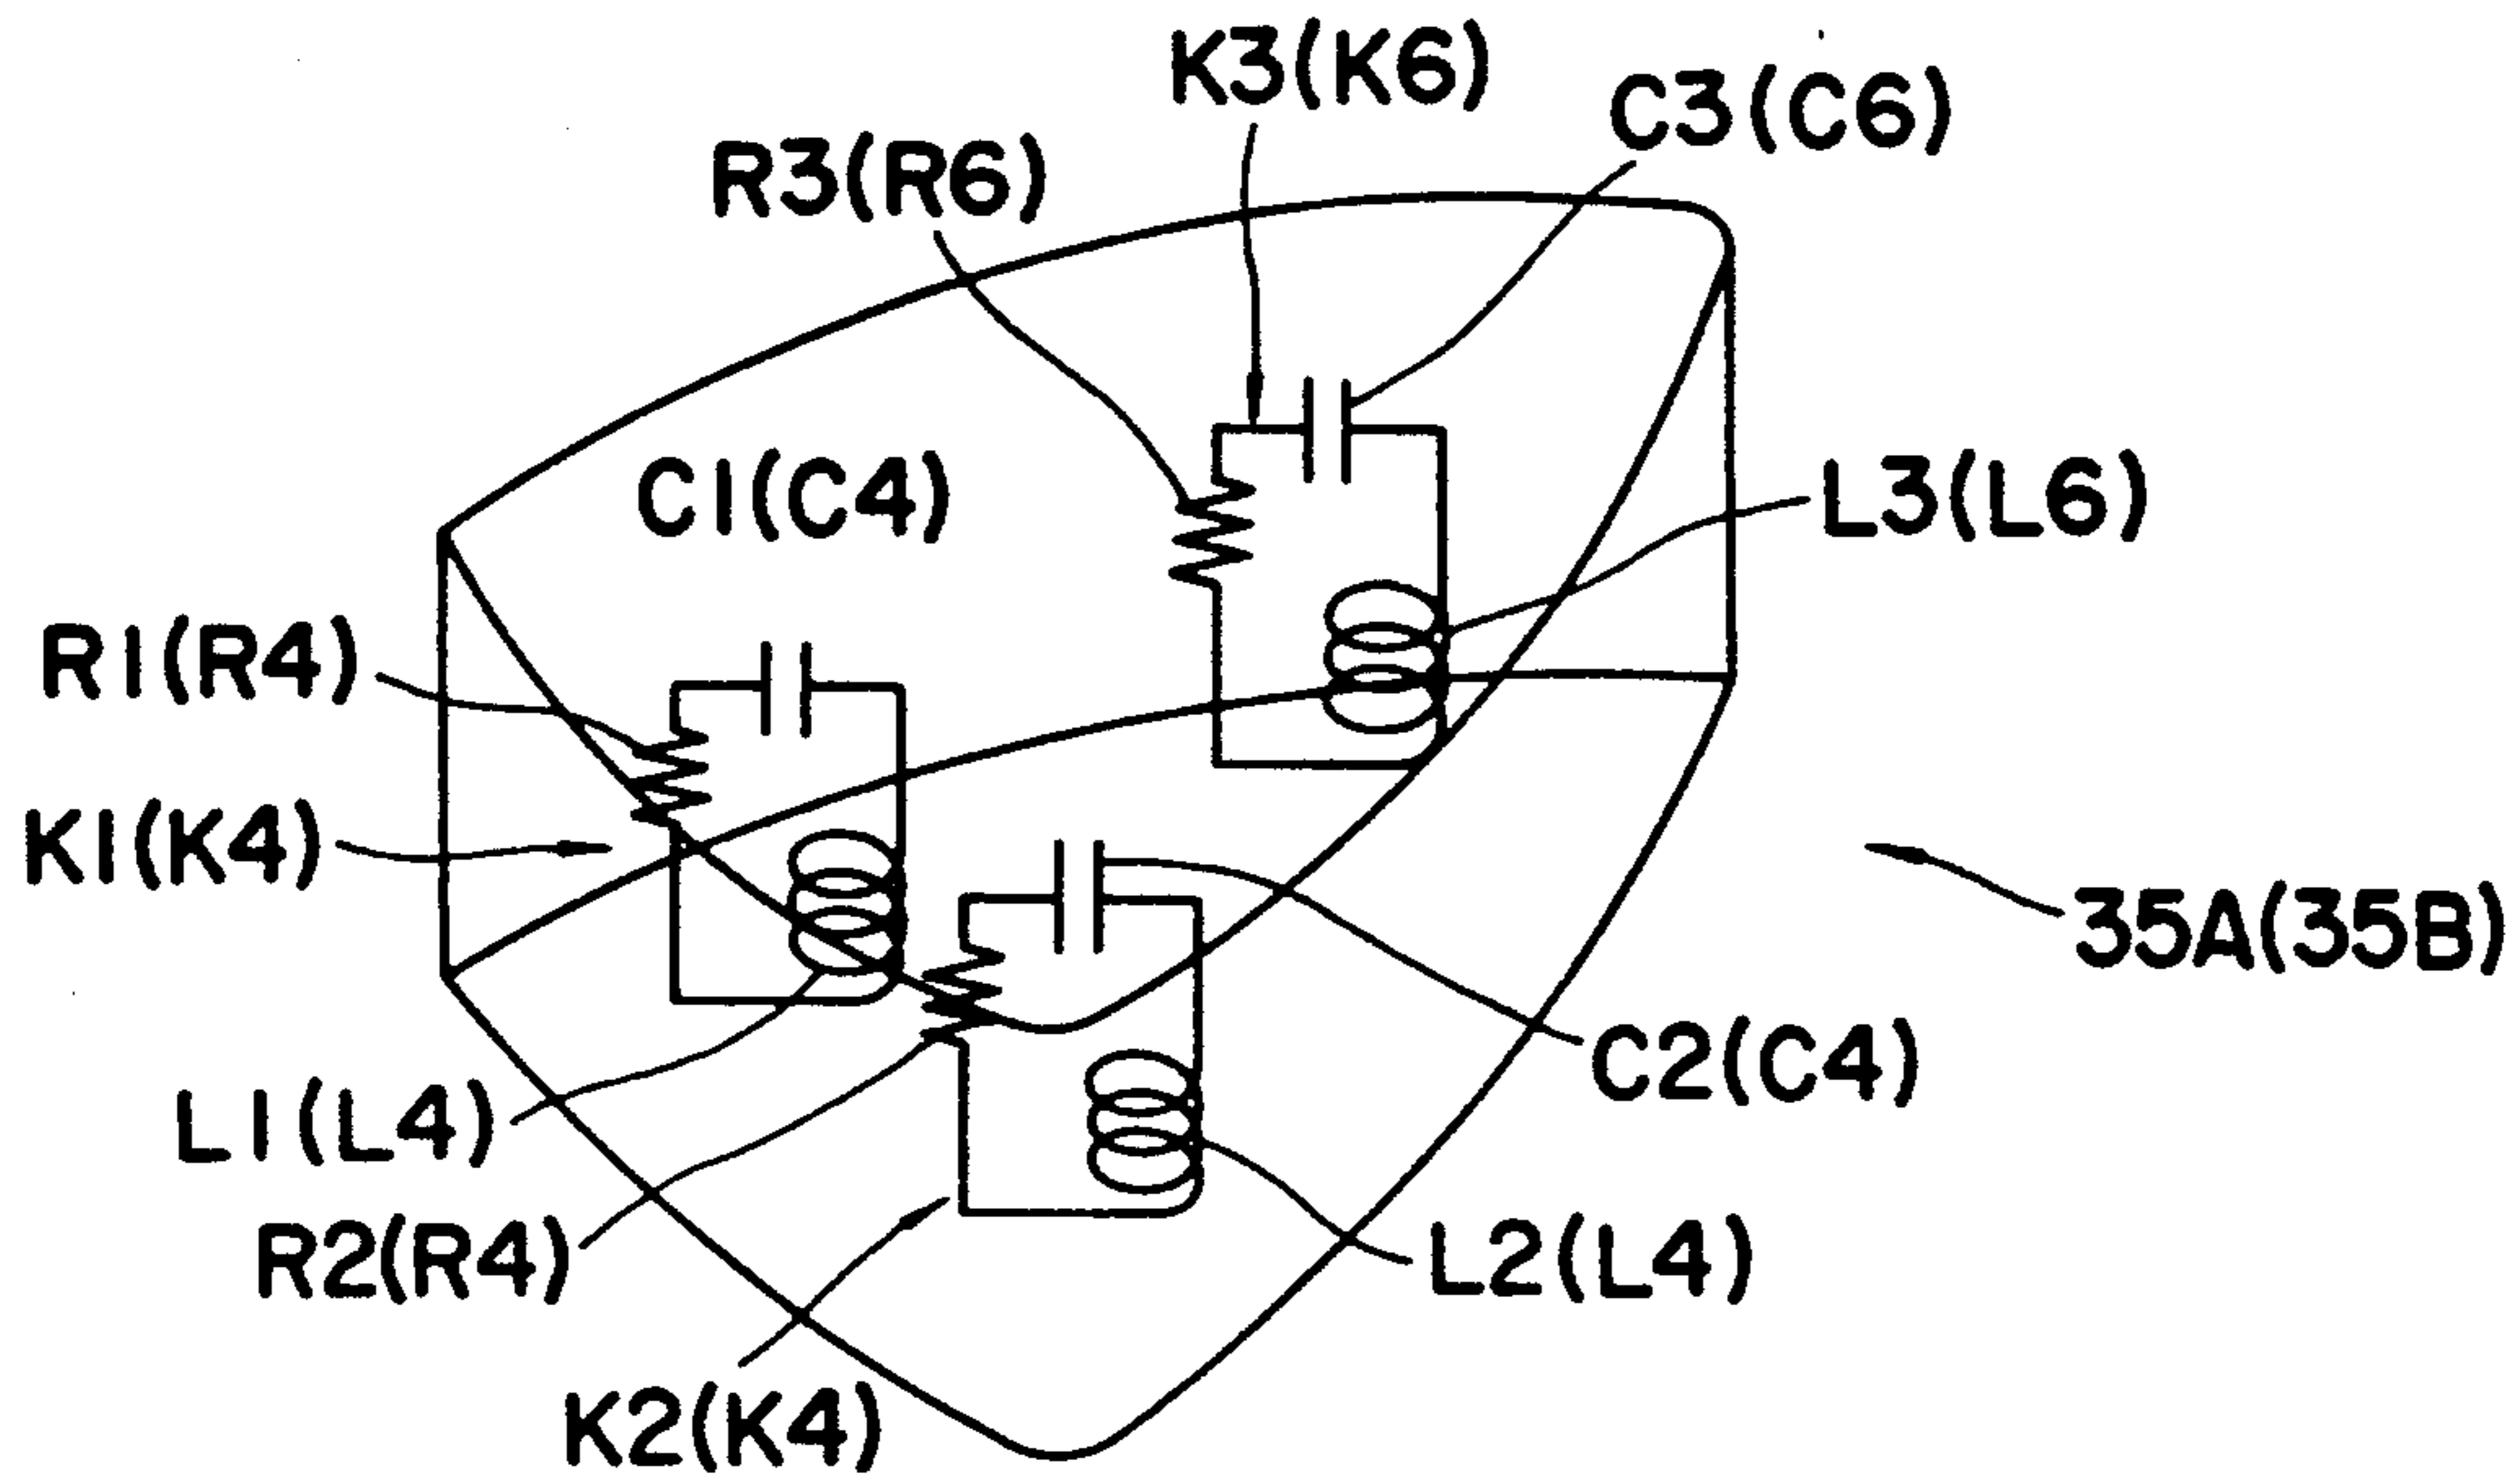 K3(K6)
C3(C6)
R3(R6)
C1(C4)
L3(L6)
R1(R4)
K1(K4)
35A(35B)
C2(C4)
L1(L4)
R2(R4)
L2(L4)
K2(K4)